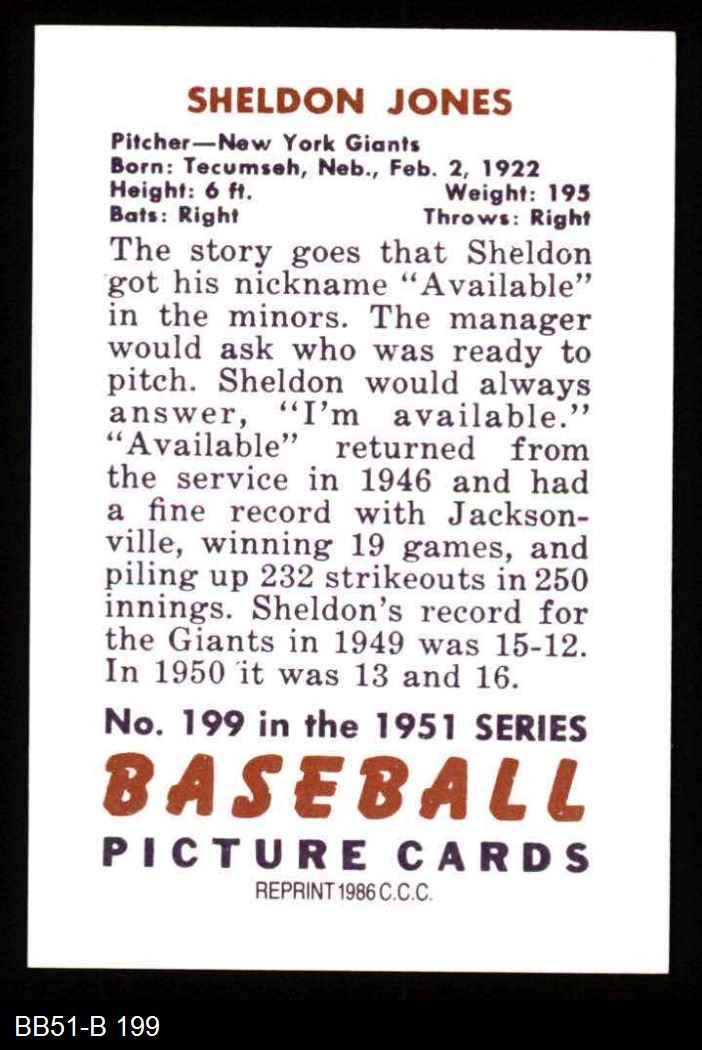 SHELDON JONES
Pitcher—New York Giants
Born: Tecumseh, Neb., Feb. 2, 1922
Height: 6 ft. Weight: 195
Bats: Right Throws: Right
The story goes that Sheldon
got his nickname "Available"
in the minors. The manager
would ask who was ready to
pitch. Sheldon would always
answer, "I'm available."
"Available" returned from
the service in 1946 and had
a fine record with Jackson-
ville, winning 19 games, and
piling up 232 strikeouts in 250
innings. Sheldon's record for
the Giants in 1949 was 15-12.
In 1950 it was 13 and 16.
No. 199 in the 1951 SERIES
BASEBALL
PICTURE CARDS
REPRINT 1986 C.C.C.
BB51-B 199